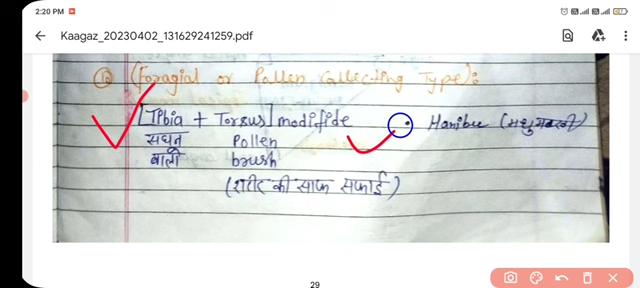 2:20 PM
Kaagaz_20230402_131629241259.pdf
(Foragial or Pollen Collecting Type):
[Tibia + Torsus] modifide Honibee (मधुमक्खी)
सघन Pollen
बालो brush
(शरीर की साफ सफाई)
29